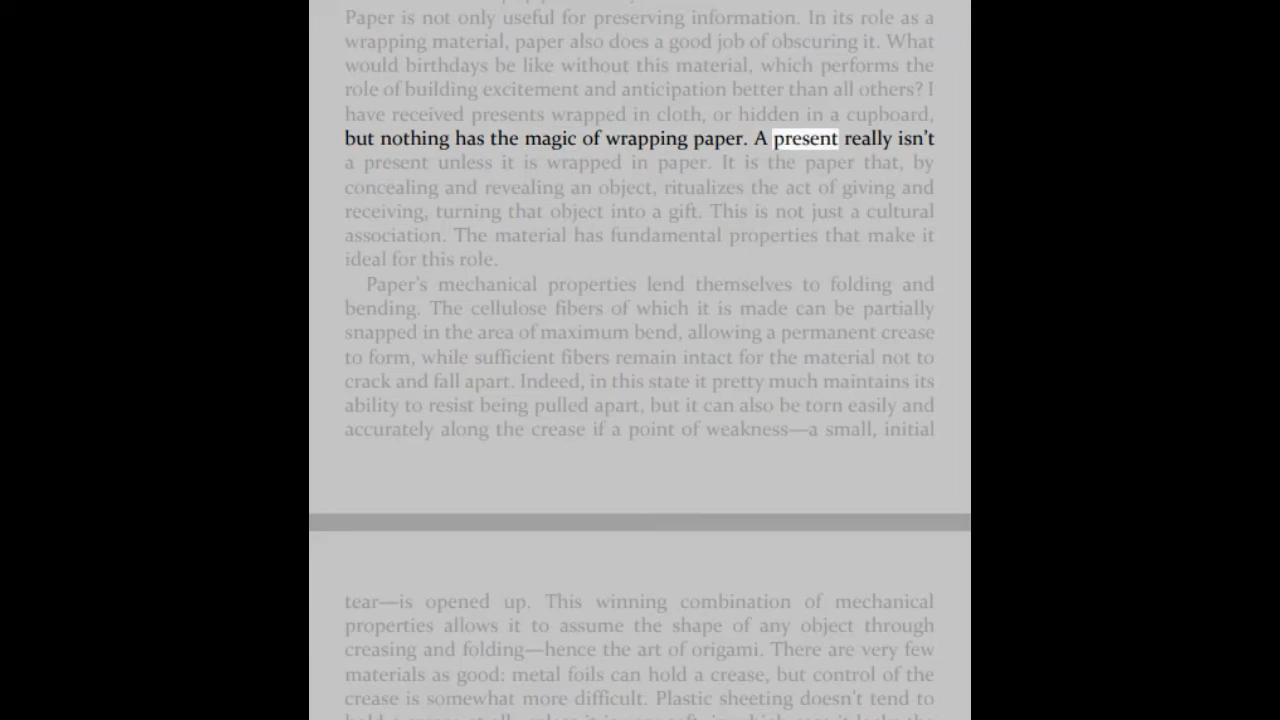 Paper is not only useful for preserving information. In its role as a
wrapping material, paper also does a good job of obscuring it. What
would birthdays be like without this material, which performs the
role of building excitement and anticipation better than all others? I
have received presents wrapped in cloth, or hidden in a cupboard,
but nothing has the magic of wrapping paper. A present really isn’t
a present unless it is wrapped in paper. It is the paper that, by
concealing and revealing an object, ritualizes the act of giving and
receiving, turning that object into a gift. This is not just a cultural
association. The material has fundamental properties that make it
ideal for this role.
Paper’s mechanical properties lend themselves to folding and
bending. The cellulose fibers of which it is made can be partially
snapped in the area of maximum bend, allowing a permanent crease
to form, while sufficient fibers remain intact for the material not to
crack and fall apart. Indeed, in this state it pretty much maintains its
ability to resist being pulled apart, but it can also be torn easily and
accurately along the crease if a point of weakness—a small, initial
tear—is opened up. This winning combination of mechanical
properties allows it to assume the shape of any object through
creasing and folding—hence the art of origami. There are very few
materials as good: metal foils can hold a crease, but control of the
crease is somewhat more difficult. Plastic sheeting doesn’t tend to